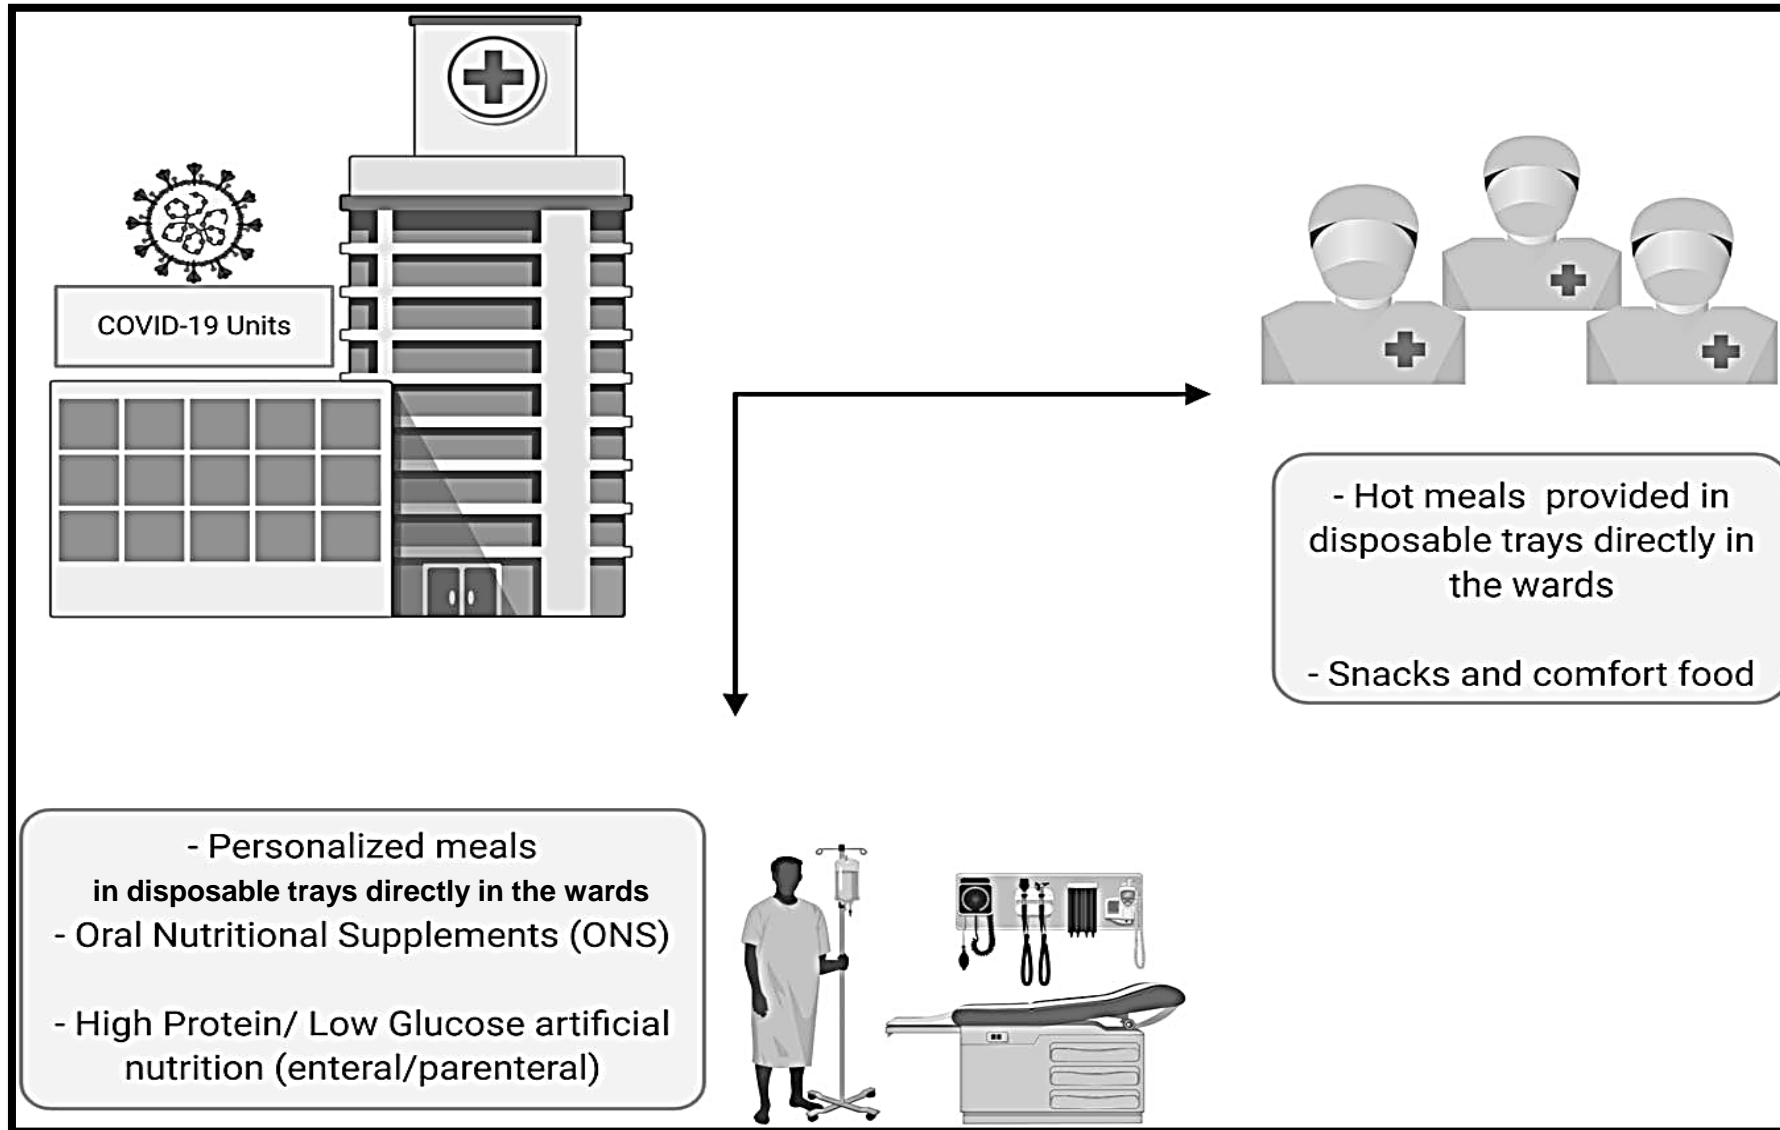 COVID-19 Units
- Hot meals provided in
disposable trays directly in
the wards
- Snacks and comfort food
- Personalized meals
in disposable trays directly in the wards
- Oral Nutritional Supplements (ONS)
- High Protein/ Low Glucose artificial
nutrition (enteral/parenteral)